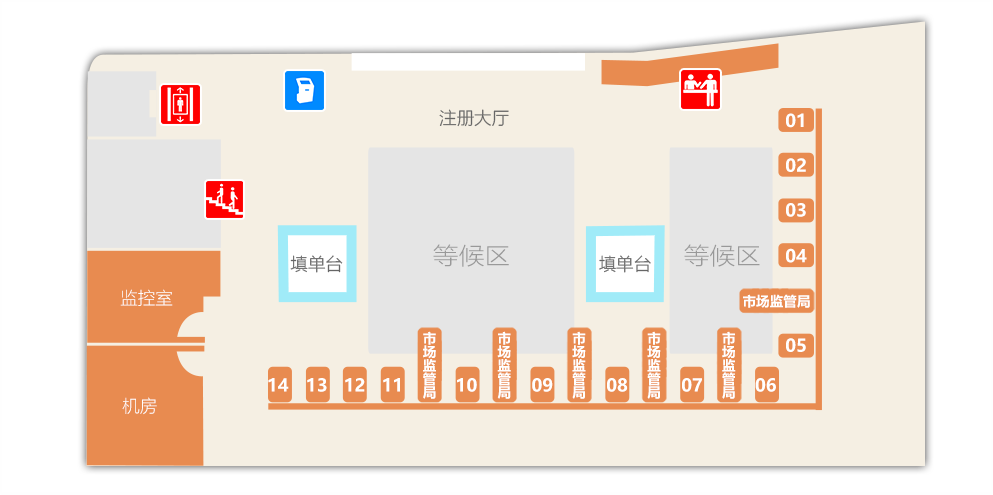 注册大厅
01
02
03
04
市场监管局
05
等候区
等候区
填单台
填单台
监控室
机房
14
13
12
11
市场监管局
10
市场监管局
09
市场监管局
08
市场监管局
07
市场监管局
06